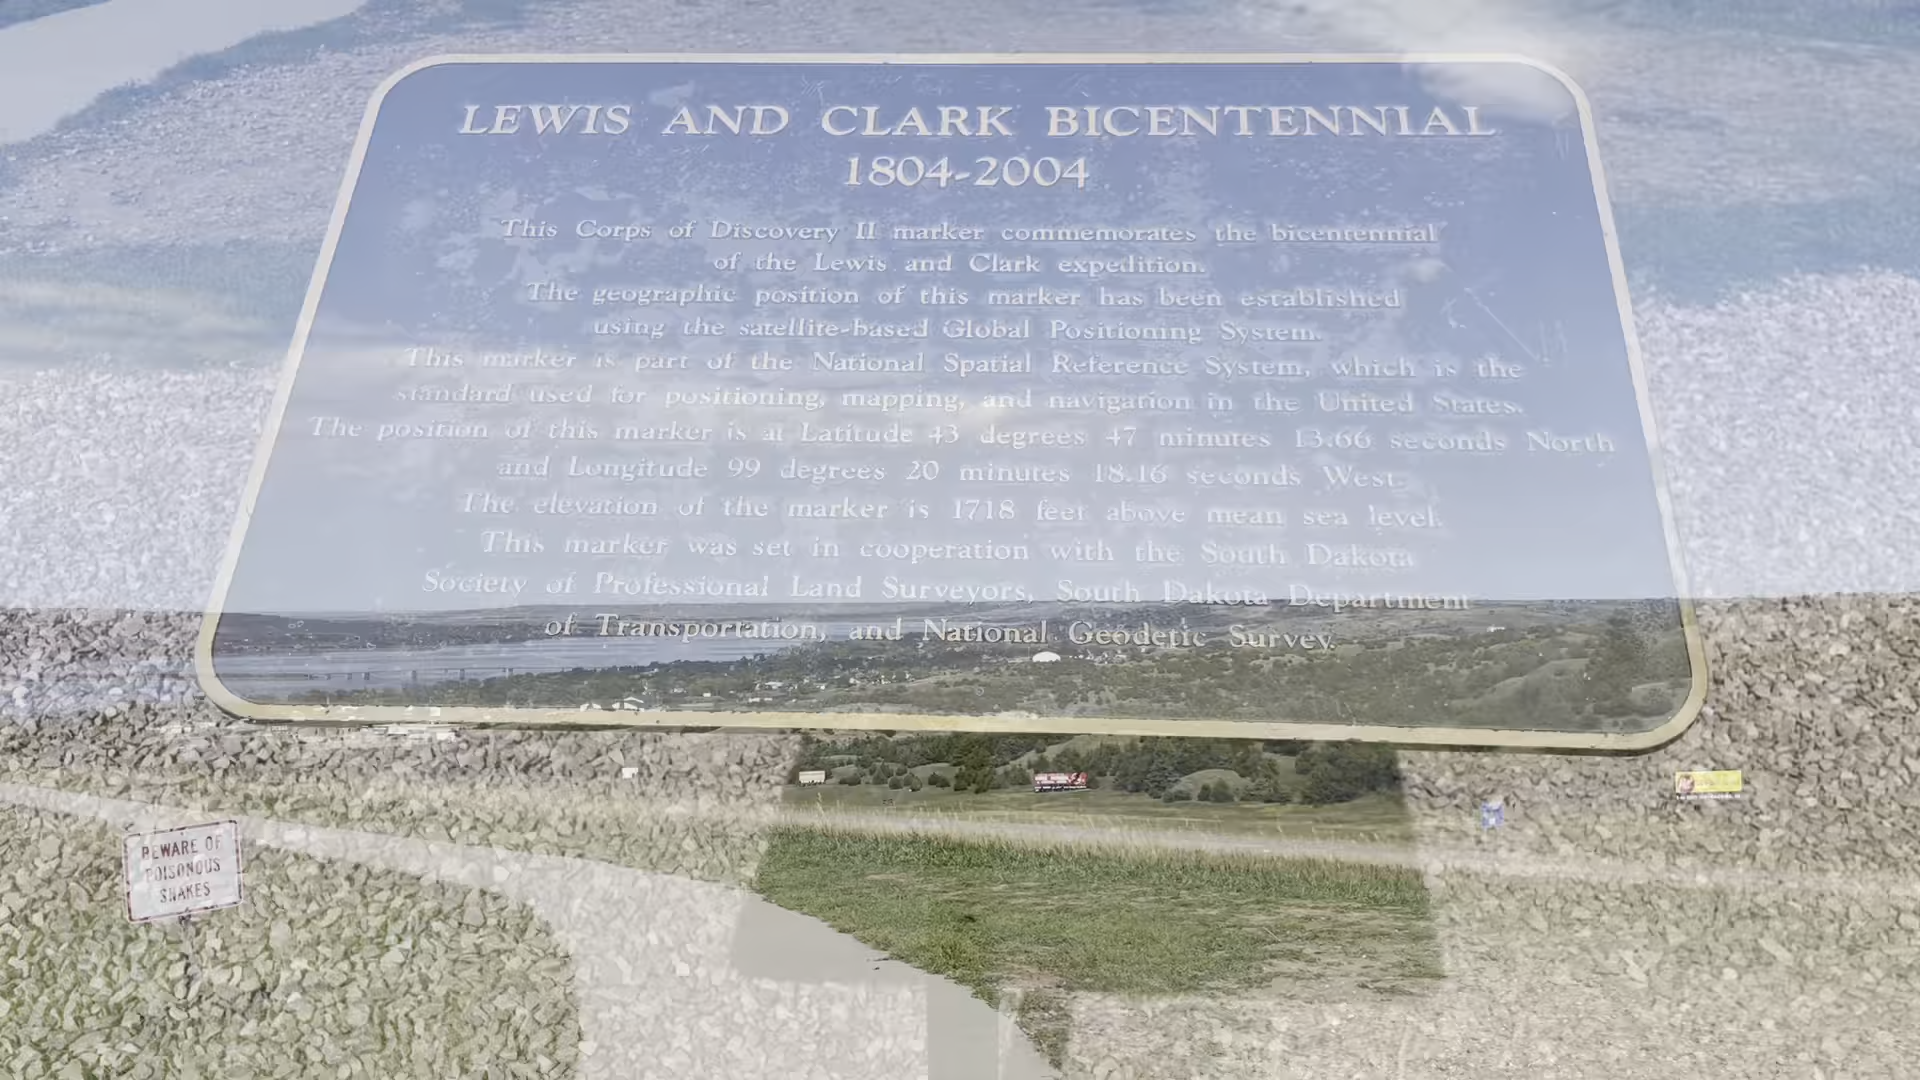 LEWIS AND CLARK BICENTENNIAL
1804-2004
This Corps of Discovery II marker commemorates the bicentennial
of the Lewis and Clark expedition.
The geographic position of this marker has been established
using the satellite-based Global Positioning System.
This marker is part of the National Spatial Reference System, which is the
standard used for positioning, mapping, and navigation in the United States.
The position of this marker is at Latitude 43 degrees 47 minutes 13.66 seconds North
and Longitude 99 degrees 20 minutes 18.16 seconds West.
The elevation of the marker is 1718 feet above mean sea level.
This marker was set in cooperation with the South Dakota
Society of Professional Land Surveyors, South Dakota Department
of Transportation, and National Geodetic Survey.
BEWARE OF
POISONOUS
SNAKES